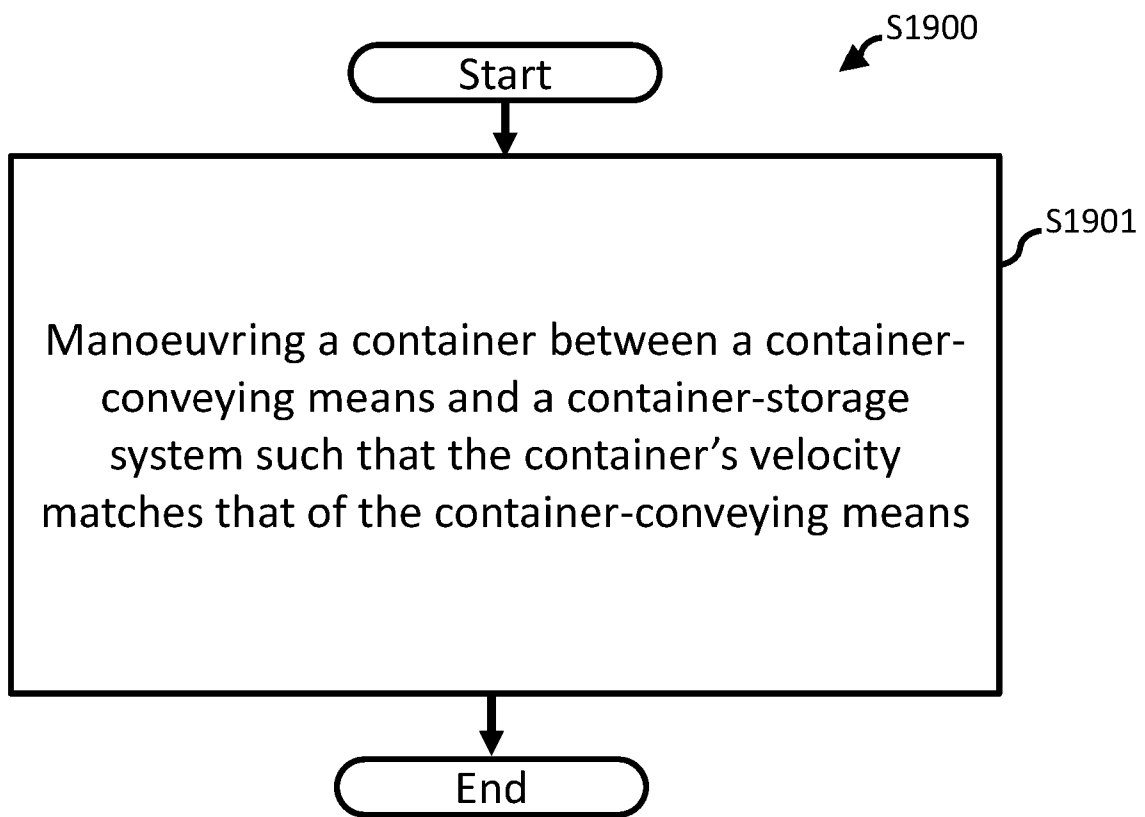 S1900
Start
S1901
Manoeuvring a container between a container-
conveying means and a container-storage
system such that the container’s velocity
matches that of the container-conveying means
End